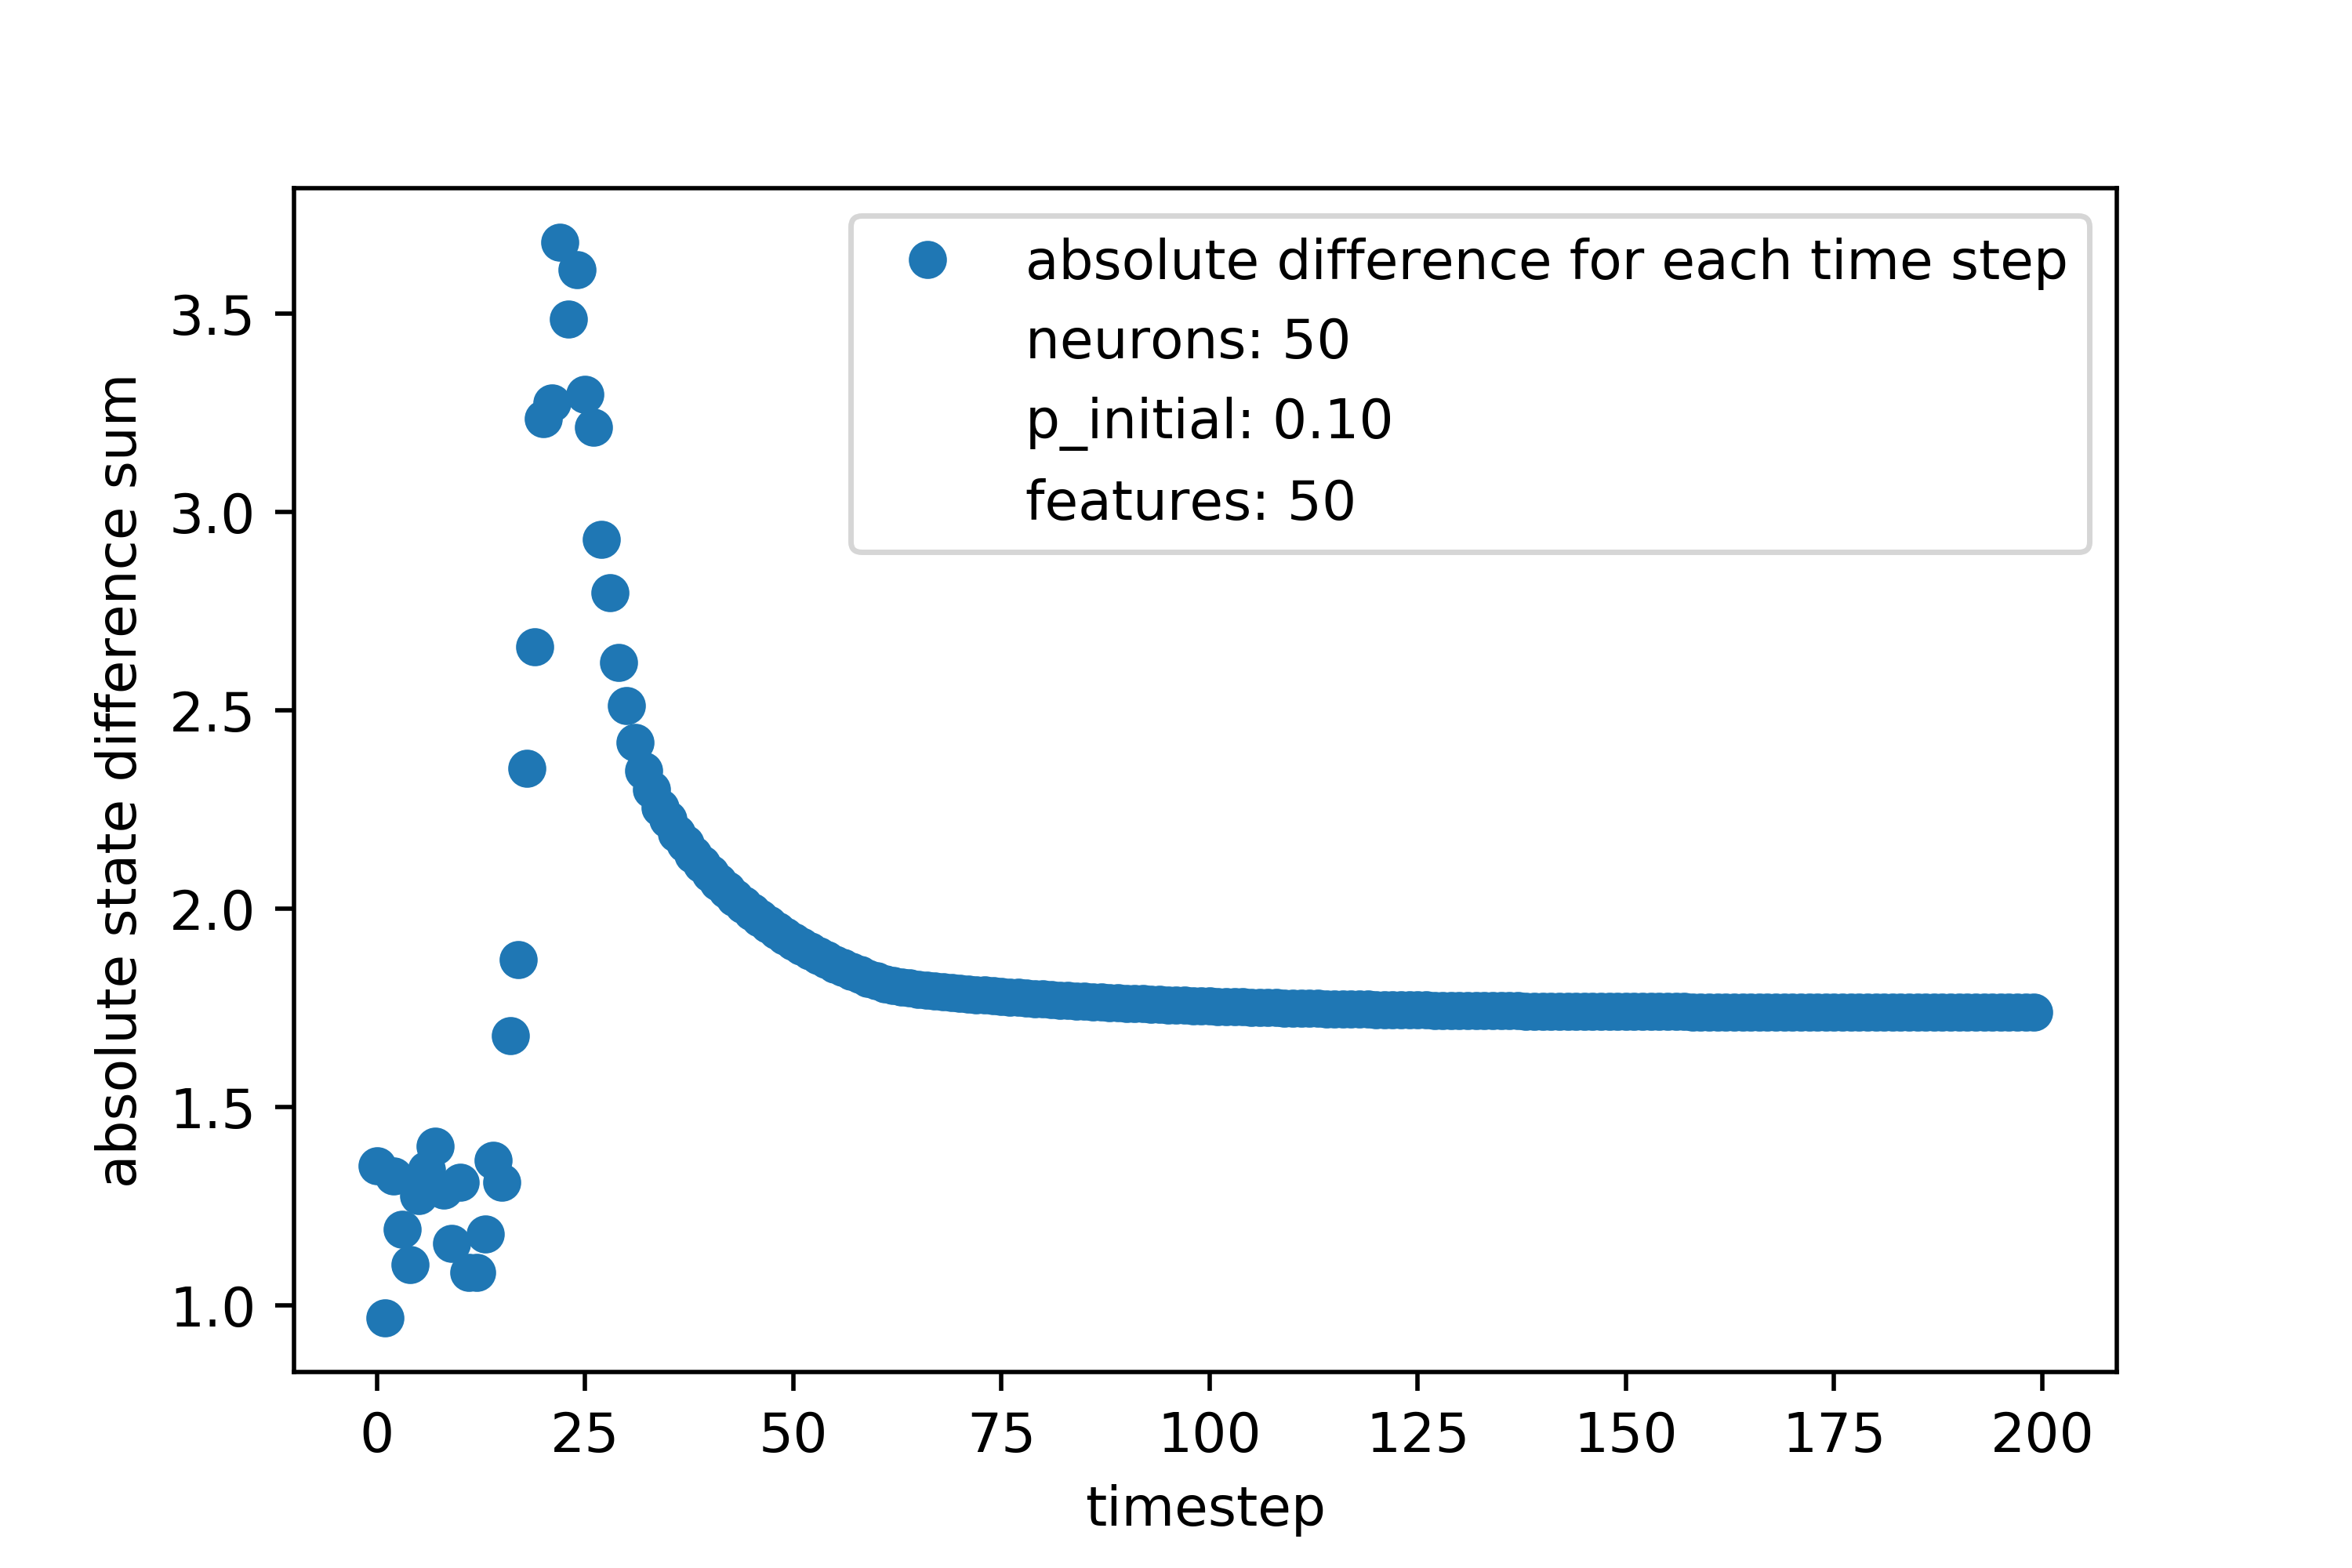 absolute difference for each time step
neurons: 50
p_initial: 0.10
features: 50
absolute state difference sum
3.5
3.0
2.5
2.0
1.5
1.0
0 25 50 75 100 125 150 175 200
timestep